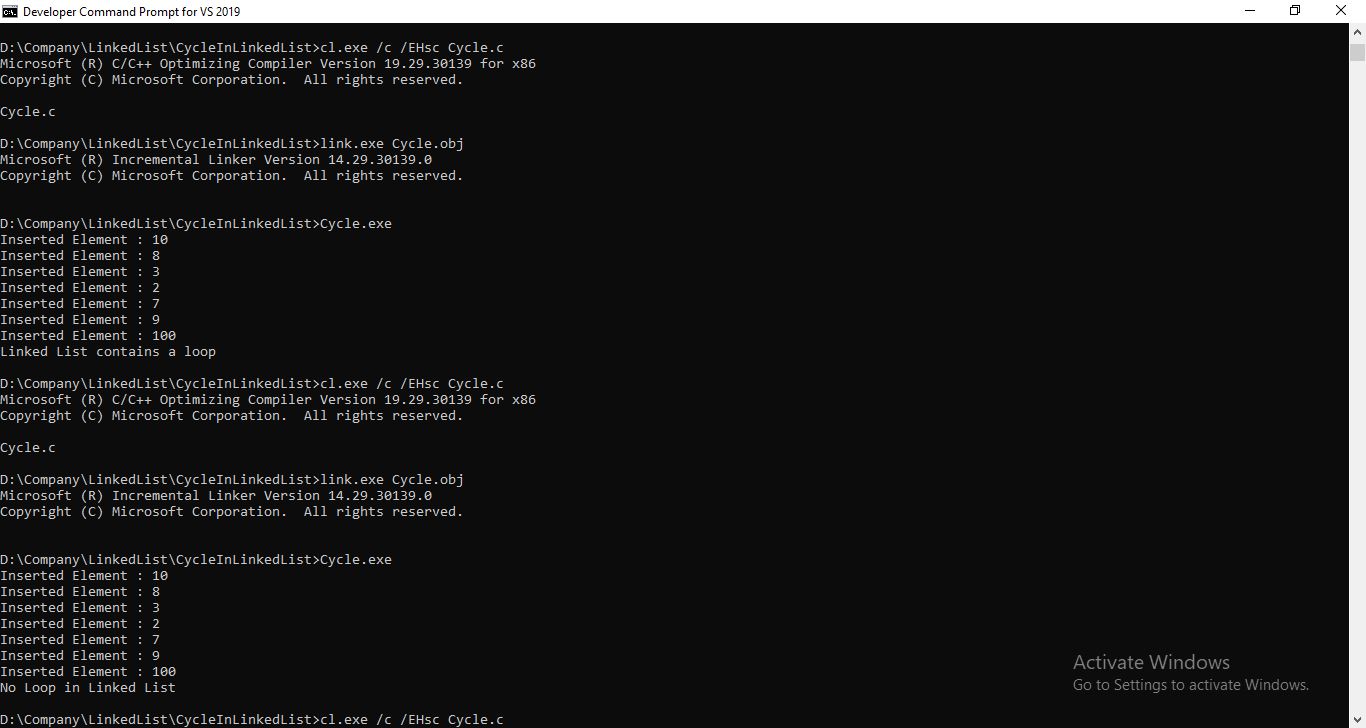 Developer Command Prompt for VS 2019
D:\Company\LinkedList\CycleInLinkedList>cl.exe /c /EHsc Cycle.c
Microsoft (R) C/C++ Optimizing Compiler Version 19.29.30139 for x86
Copyright (C) Microsoft Corporation.  All rights reserved.
Cycle.c
D:\Company\LinkedList\CycleInLinkedList>link.exe Cycle.obj
Microsoft (R) Incremental Linker Version 14.29.30139.0
Copyright (C) Microsoft Corporation.  All rights reserved.
D:\Company\LinkedList\CycleInLinkedList>Cycle.exe
Inserted Element : 10
Inserted Element : 8
Inserted Element : 3
Inserted Element : 2
Inserted Element : 7
Inserted Element : 9
Inserted Element : 100
Linked List contains a loop
D:\Company\LinkedList\CycleInLinkedList>cl.exe /c /EHsc Cycle.c
Microsoft (R) C/C++ Optimizing Compiler Version 19.29.30139 for x86
Copyright (C) Microsoft Corporation.  All rights reserved.
Cycle.c
D:\Company\LinkedList\CycleInLinkedList>link.exe Cycle.obj
Microsoft (R) Incremental Linker Version 14.29.30139.0
Copyright (C) Microsoft Corporation.  All rights reserved.
D:\Company\LinkedList\CycleInLinkedList>Cycle.exe
Inserted Element : 10
Inserted Element : 8
Inserted Element : 3
Inserted Element : 2
Inserted Element : 7
Inserted Element : 9
Inserted Element : 100
No Loop in Linked List
D:\Company\LinkedList\CycleInLinkedList>cl.exe /c /EHsc Cycle.c
Activate Windows
Go to Settings to activate Windows.